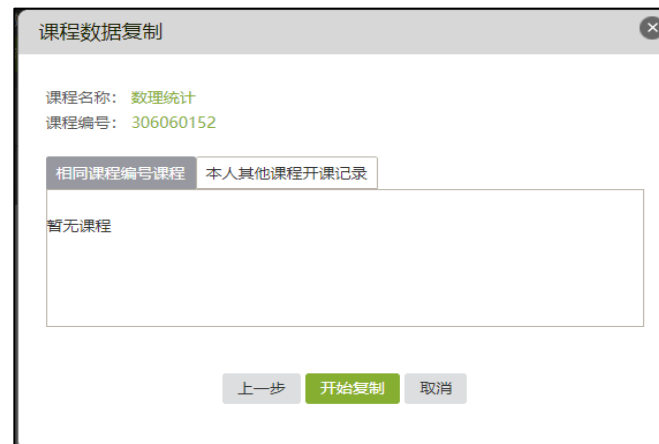 课程数据复制
课程名称： 数理统计
课程编号： 306060152
相同课程编号课程 本人其他课程开课记录
暂无课程
上一步 开始复制 取消